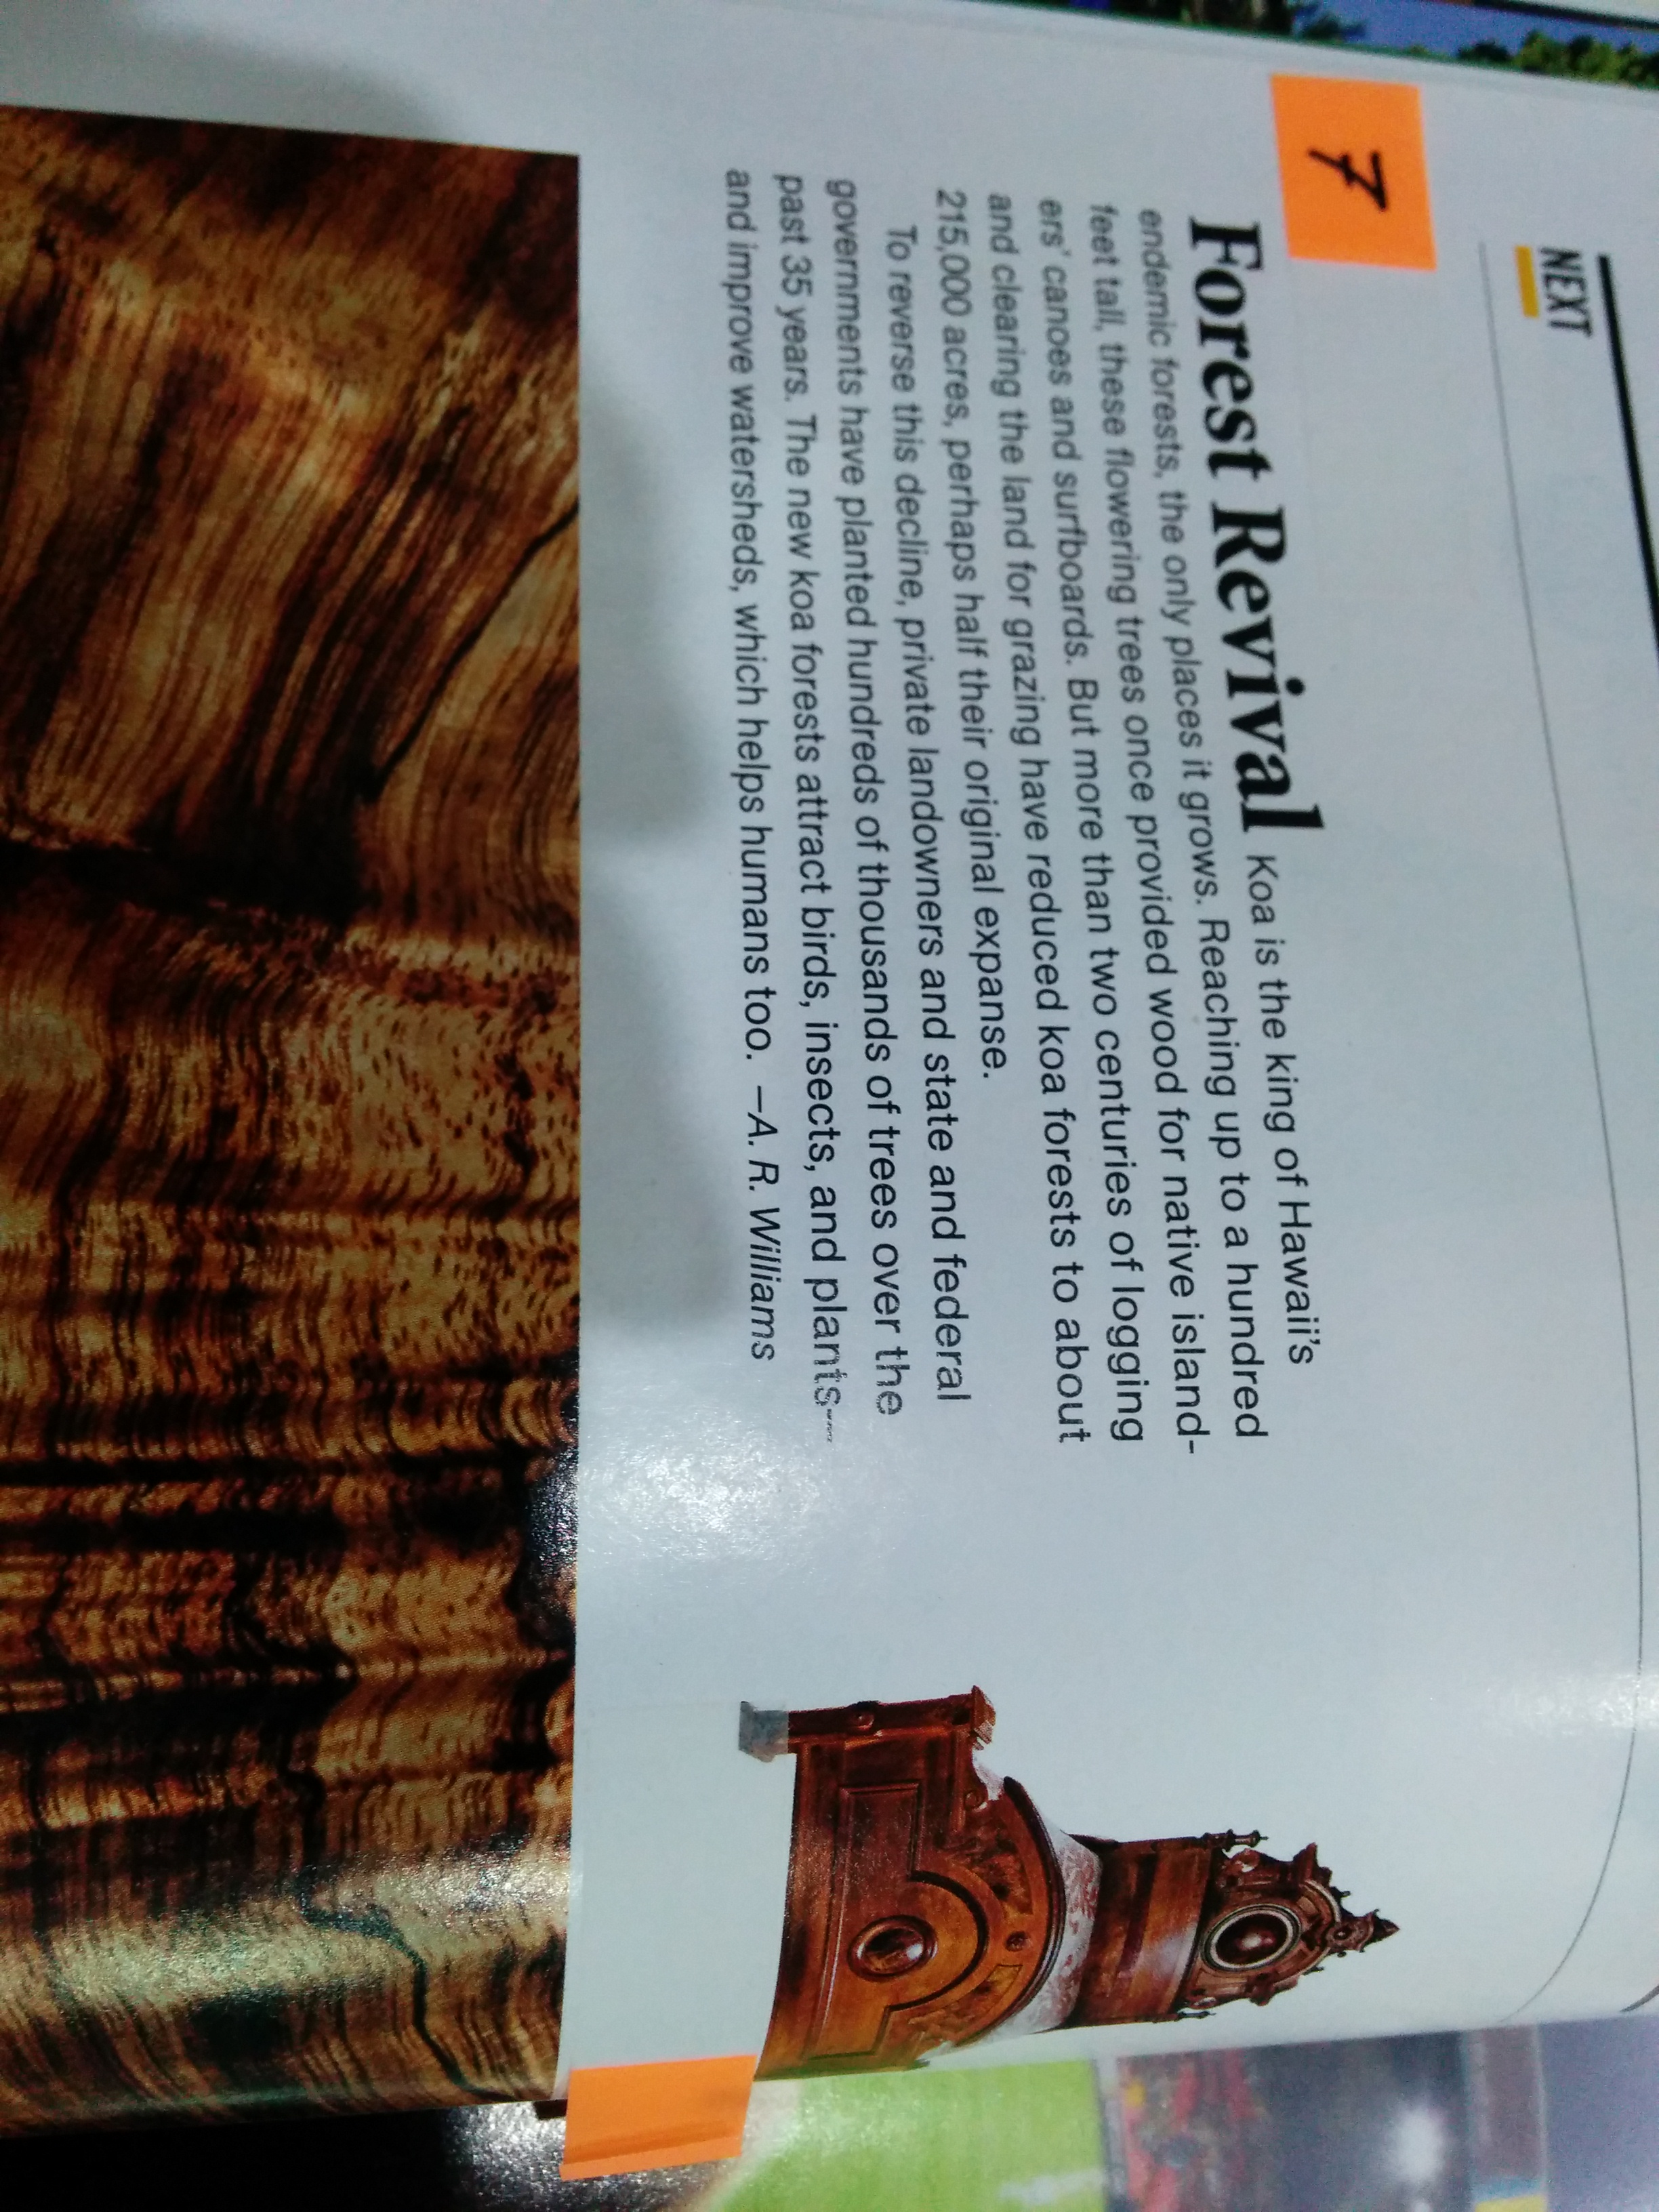 NEXT
7
Forest Revival Koa is the king of Hawaii's
endemic forests, the only places it grows. Reaching up to a hundred
feet tall, these flowering trees once provided wood for native island-
ers' canoes and surfboards. But more than two centuries of logging
and clearing the land for grazing have reduced koa forests to about
215,000 acres, perhaps half their original expanse.
To reverse this decline, private landowners and state and federal
governments have planted hundreds of thousands of trees over the
past 35 years. The new koa forests attract birds, insects, and plants—
and improve watersheds, which helps humans too. —A. R. Williams